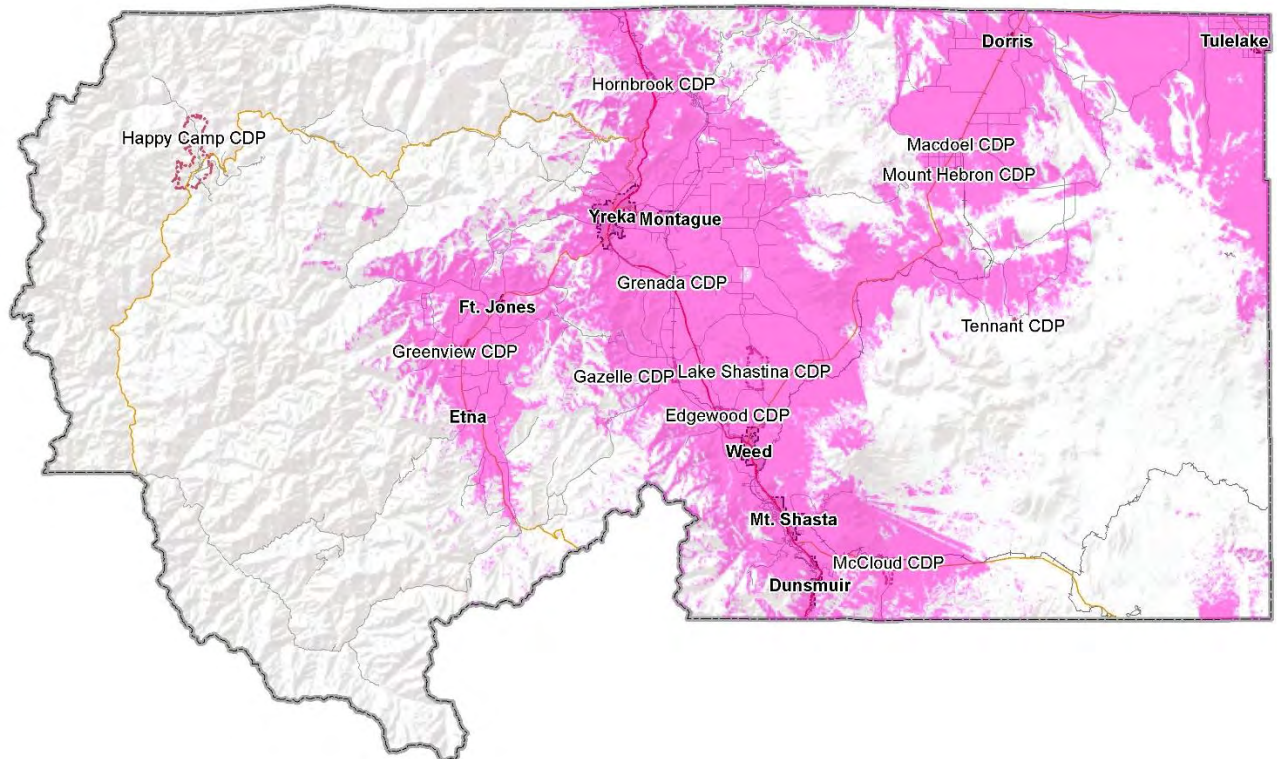 Dorris
Tulelake
Hornbrook CDP
Happy Camp CDP
Macdoel CDP
Mount Hebron CDP
Yreka
Montague
Grenada CDP
Ft. Jones
Tennant CDP
Greenview CDP
Gazelle CDP
Lake Shastina CDP
Etna
Edgewood CDP
Weed
Mt. Shasta
McCloud CDP
Dunsmuir